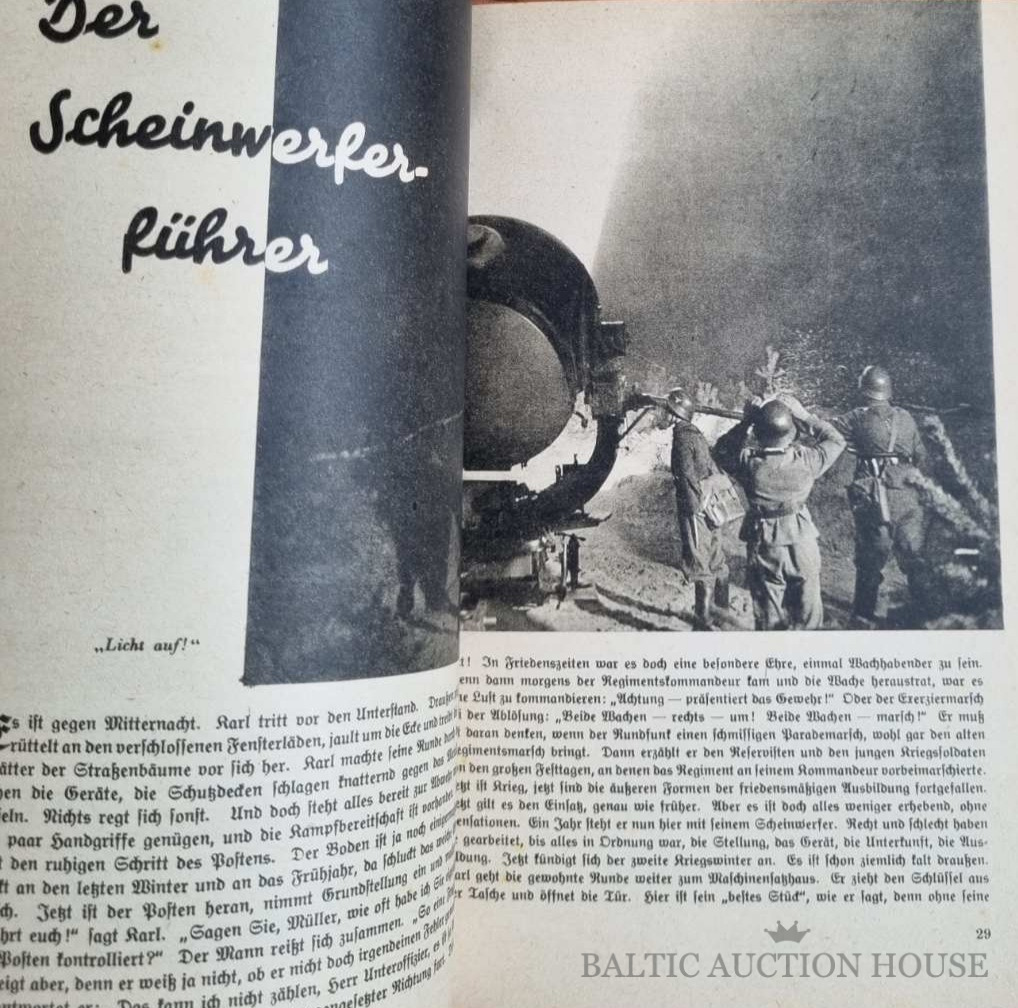 Der
Scheinwerfer-
führer
„Licht auf!“
Es ist gegen Mitternacht. Karl tritt vor den Unterstand.
rüttelt an den verschlossenen Fensterläden, jault um die Ecke und
der Straßenbäume vor sich her. Karl machte seine Runde
die Geräte, die Schutzdecken schlagen knatternd gegen das
Nichts regt sich sonst. Und doch steht alles bereit zur
paar Handgriffe genügen, und die Kampfbereitschaft ist vorhanden
den ruhigen Schritt des Postens. Der Boden ist ja noch
an den letzten Winter und an das Frühjahr, da schluckt das
Jetzt ist der Posten heran, nimmt Grundstellung ein und
euch!“ sagt Karl. „Sagen Sie, Müller, wie oft habe ich Sie
Posten kontrolliert?“ Der Mann reißt sich zusammen. „So
aber, denn er weiß ja nicht, ob er nicht doch irgendeinen Fehler
Das kann ich nicht zählen, Herr Unteroffizier, es
Richtung
In Friedenszeiten war es doch eine besondere Ehre, einmal Wachhabender zu sein.
dann morgens der Regimentskommandeur kam und die Wache heraustrat, war es
Luft zu kommandieren: „Achtung — präsentiert das Gewehr!“ Oder der Exerziermarsch
der Ablösung: „Beide Wachen — rechts — um! Beide Wachen — marsch!“ Er muß
daran denken, wenn der Rundfunk einen schmissigen Parademarsch, wohl gar den alten
bringt. Dann erzählt er den Reservisten und den jungen Kriegssoldaten
den großen Festtagen, an denen das Regiment an seinem Kommandeur vorbeimarschierte.
ist Krieg, jetzt sind die äußeren Formen der friedensmäßigen Ausbildung fortgefallen.
gilt es den Einsatz, genau wie früher. Aber es ist doch alles weniger erhebend, ohne
Ein Jahr steht er nun hier mit seinem Scheinwerfer. Recht und schlecht haben
gearbeitet, bis alles in Ordnung war, die Stellung, das Gerät, die Unterkunft, die Aus-
Jetzt kündigt sich der zweite Kriegswinter an. Es ist schon ziemlich kalt draußen.
geht die gewohnte Runde weiter zum Maschinensatzhaus. Er zieht den Schlüssel aus
Tasche und öffnet die Tür. Hier ist sein „bestes Stück“, wie er sagt, denn ohne seine
29
BALTIC AUCTION HOUSE